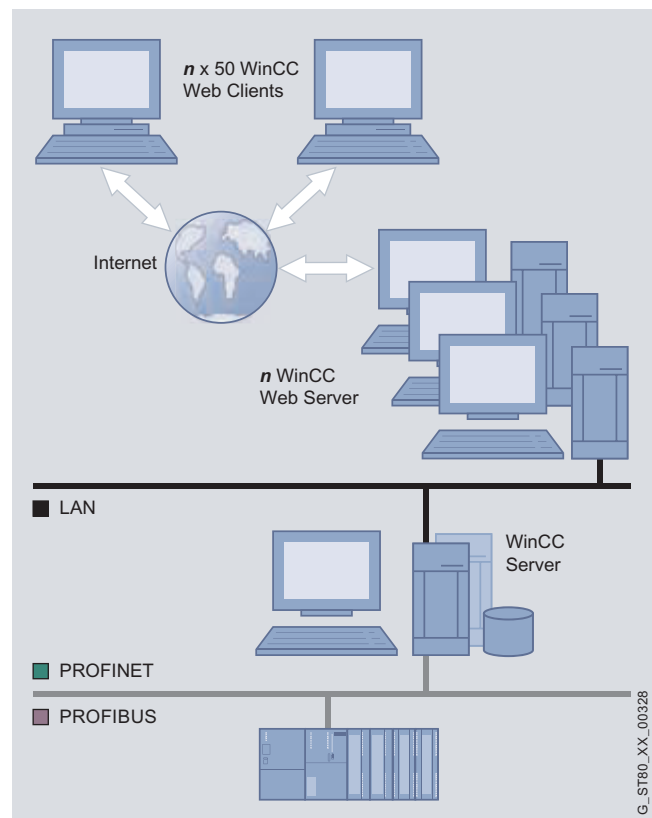 n x 50 WinCC
Web Clients
Internet
n WinCC
Web Server
LAN
WinCC
Server
PROFINET
PROFIBUS
G_ST80_XX_00328